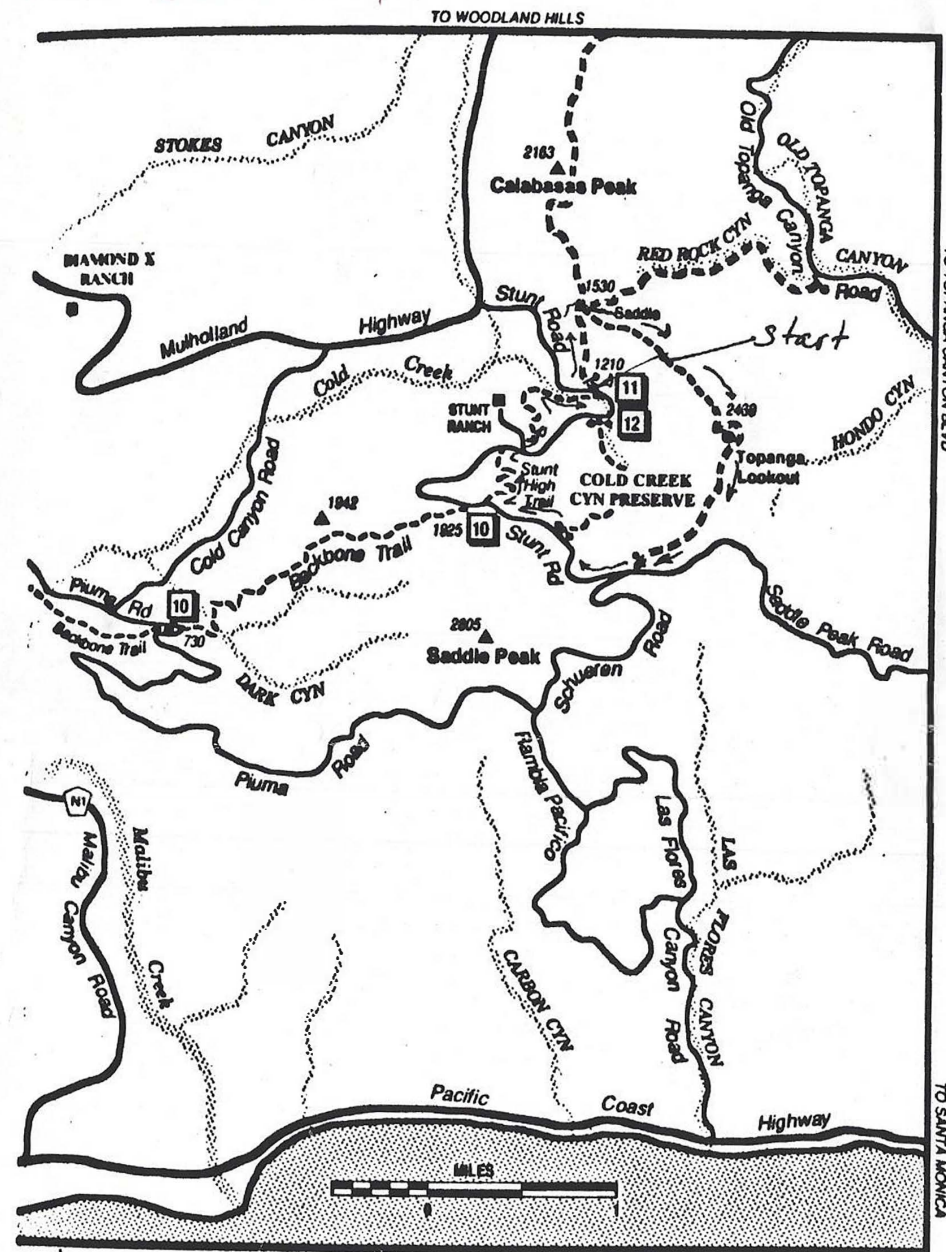 TO WOODLAND HILLS
STOKES CANYON
2163
Calabasas Peak
Old Topanga Canyon Road
OLD TOPANGA CANYON
RED ROCK CYN
DIAMOND X
RANCH
1530
Saddle
Stunt Road
Mulholland Highway
start
1210
11
Cold Creek
STUNT
RANCH
12
2469
HONDO CYN
Topanga
Lookout
COLD CREEK
CYN PRESERVE
Stunt
High
Trail
Cold Canyon Road
1942
1925
10
Backbone Trail
Stunt Rd
Piuma Rd
10
Backbone Trail
730
Saddle Peak Road
2805
Saddle Peak
DARK CYN
Schueren Road
Piuma Road
Rambla Pacifico
N1
Malibu Canyon Road
Malibu Creek
Las Flores Canyon Road
LAS FLORES CANYON
CARBON CYN
Pacific Coast Highway
MILES
0 1
TO SANTA MONICA